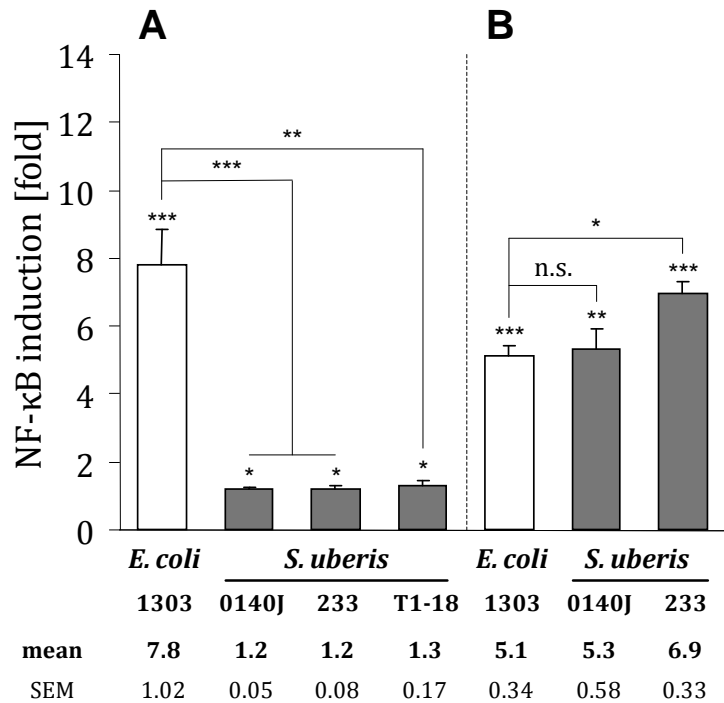 A B
NF-κB induction [fold]
14
12
10
8
6
4
2
0
**
***
***
*
*
*
*
n.s.
***
**
***
E. coli S. uberis E. coli S. uberis
1303 0140J 233 T1-18 1303 0140J 233
mean 7.8 1.2 1.2 1.3 5.1 5.3 6.9
SEM 1.02 0.05 0.08 0.17 0.34 0.58 0.33